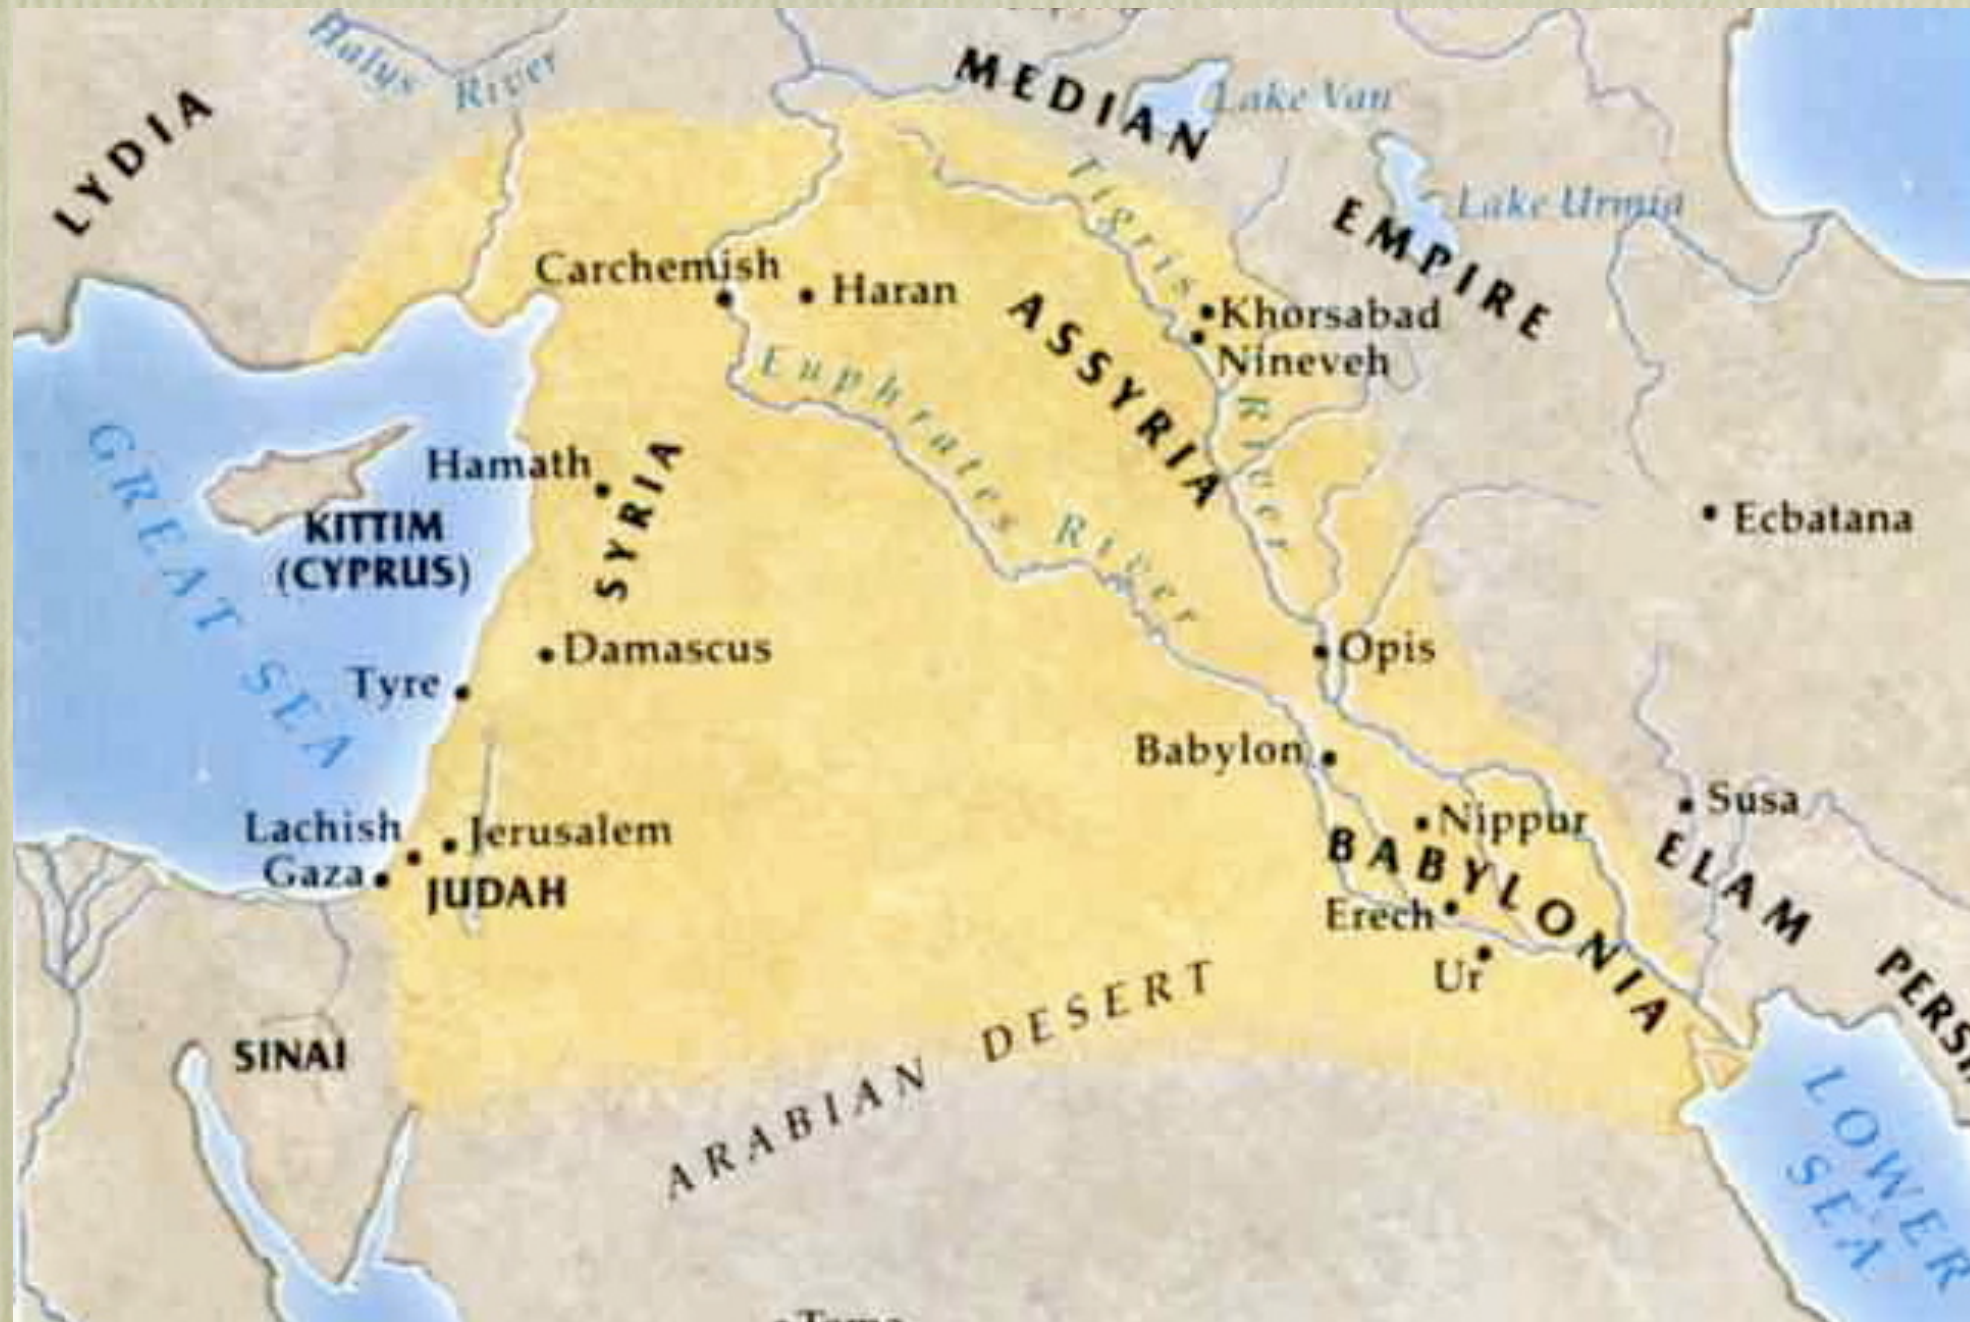 Halys River
LYDIA
MEDIAN EMPIRE
Lake Van
Lake Urmia
Tigris River
Carchemish
Haran
Khorsabad
Nineveh
ASSYRIA
Euphrates River
GREAT SEA
Hamath
SYRIA
KITTIM
(CYPRUS)
Ecbatana
Damascus
Tyre
Opis
Babylon
Susa
Nippur
Lachish
Jerusalem
Gaza
JUDAH
BABYLONIA
ELAM
Erech
Ur
ARABIAN DESERT
SINAI
LOWER
SEA